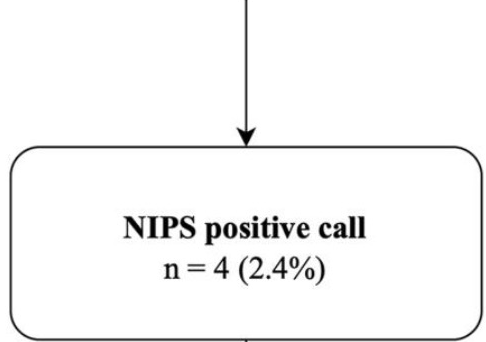 NIPS positive call
n = 4 (2.4%)